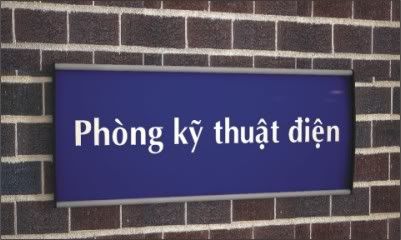 Phòng kỹ thuật điện